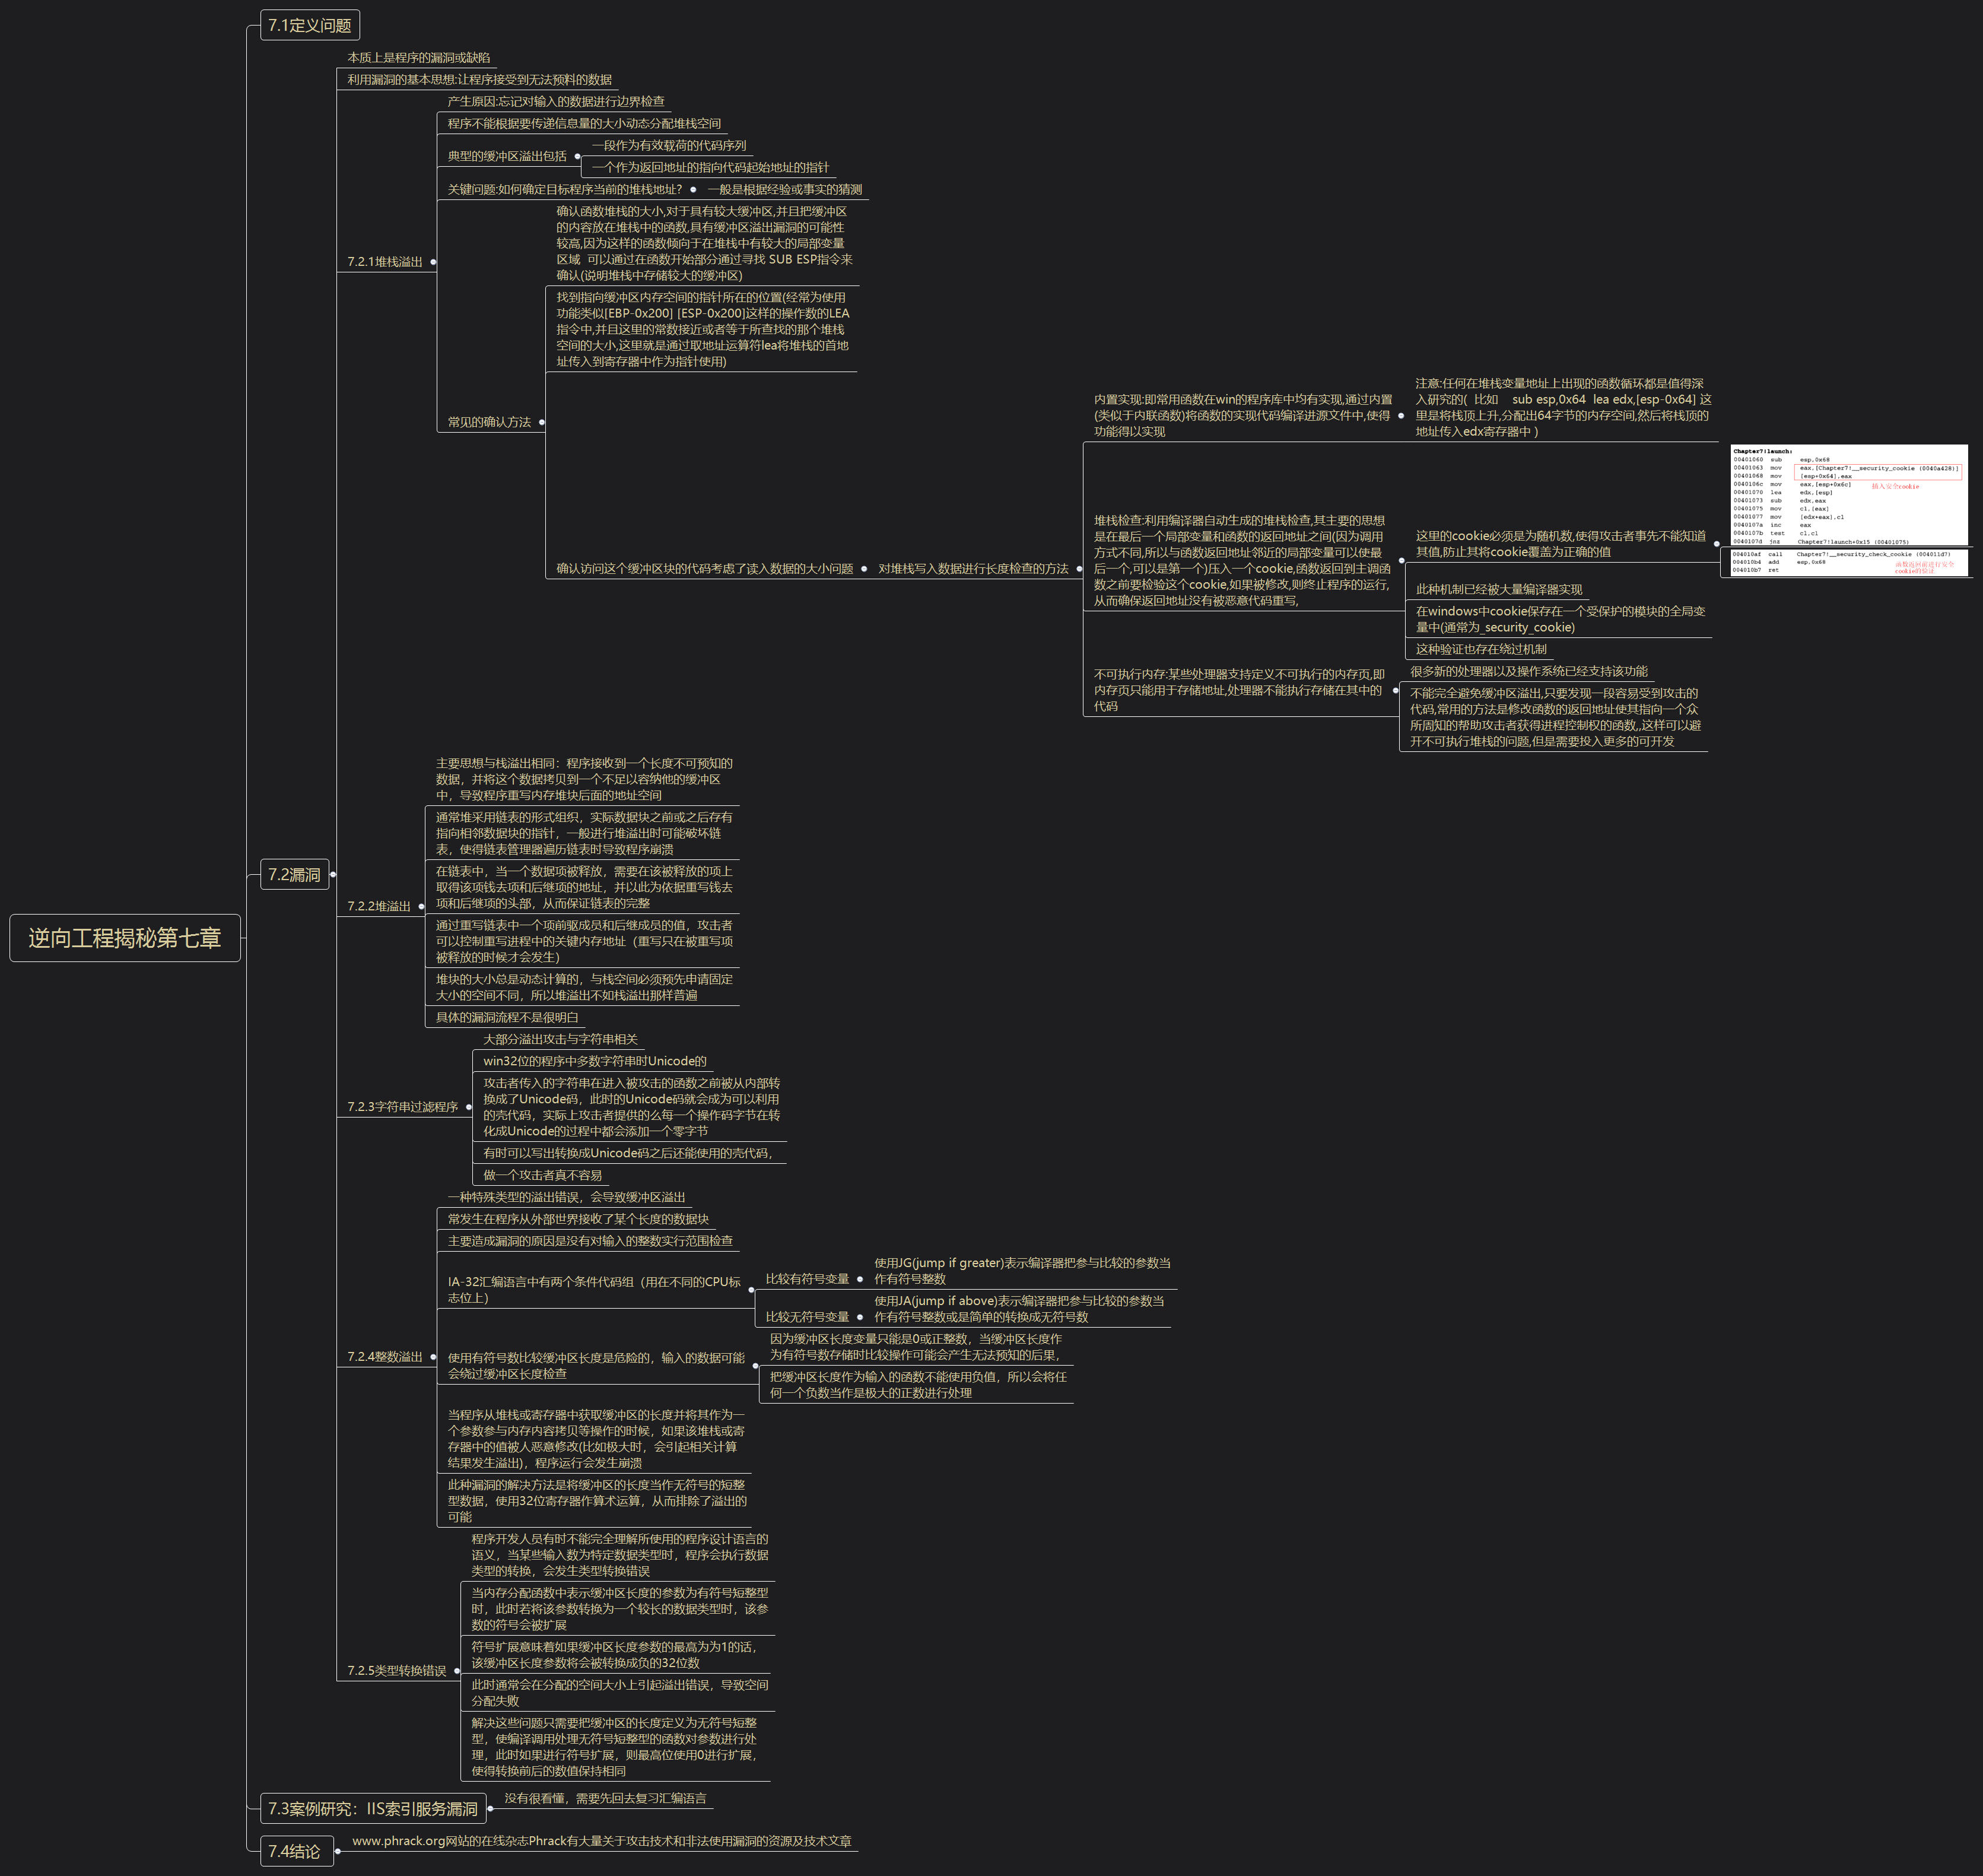 逆向工程揭秘第七章
7.1定义问题
7.2漏洞
本质上是程序的漏洞或缺陷
利用漏洞的基本思想:让程序接受到无法预料的数据
7.2.1堆栈溢出
产生原因:忘记对输入的数据进行边界检查
程序不能根据要传递信息量的大小动态分配堆栈空间
典型的缓冲区溢出包括
一段作为有效载荷的代码序列
一个作为返回地址的指向代码起始地址的指针
关键问题:如何确定目标程序当前的堆栈地址?
一般是根据经验或事实的猜测
常见的确认方法
确认函数堆栈的大小,对于具有较大缓冲区,并且把缓冲区
的内容放在堆栈中的函数,具有缓冲区溢出漏洞的可能性
较高,因为这样的函数倾向于在堆栈中有较大的局部变量
区域 可以通过在函数开始部分通过寻找 SUB ESP指令来
确认(说明堆栈中存储较大的缓冲区)
找到指向缓冲区内存空间的指针所在的位置(经常为使用
功能类似[EBP-0x200] [ESP-0x200]这样的操作数的LEA
指令中,并且这里的常数接近或者等于所查找的那个堆栈
空间的大小,这里就是通过取地址运算符lea将堆栈的首地
址传入到寄存器中作为指针使用)
确认访问这个缓冲区块的代码考虑了读入数据的大小问题
对堆栈写入数据进行长度检查的方法
内置实现:即常用函数在win的程序库中均有实现,通过内置
(类似于内联函数)将函数的实现代码编译进源文件中,使得
功能得以实现
注意:任何在堆栈变量地址上出现的函数循环都是值得深
入研究的( 比如 sub esp,0x64 lea edx,[esp-0x64] 这
里是将栈顶上升,分配出64字节的内存空间,然后将栈顶的
地址传入edx寄存器中 )
堆栈检查:利用编译器自动生成的堆栈检查,其主要的思想
是在最后一个局部变量和函数的返回地址之间(因为调用
方式不同,所以与函数返回地址邻近的局部变量可以使最
后一个,可以是第一个)压入一个cookie,函数返回到主调函
数之前要检验这个cookie,如果被修改,则终止程序的运行,
从而确保返回地址没有被恶意代码重写,
这里的cookie必须是为随机数,使得攻击者事先不能知道
其值,防止其将cookie覆盖为正确的值
Chapter7!launch:
00401060 sub esp,0x68
00401063 mov eax,[Chapter7!__security_cookie (0040a428)]
00401068 mov [esp+0x64],eax
0040106c mov eax,[esp+0x6c]
插入安全cookie
00401070 lea edx,[esp]
00401073 sub edx,eax
00401075 mov cl,[eax]
00401077 mov [edx+eax],cl
0040107a inc eax
0040107b test cl,cl
0040107d jns Chapter7!launch+0x15 (00401075)
004010af call Chapter7!__security_check_cookie (004011d7)
004010b4 add esp,0x68
004010b7 ret
函数返回前进行安全
cookie的验证
此种机制已经被大量编译器实现
在windows中cookie保存在一个受保护的模块的全局变
量中(通常为_security_cookie)
这种验证也存在绕过机制
不可执行内存:某些处理器支持定义不可执行的内存页,即
内存页只能用于存储地址,处理器不能执行存储在其中的
代码
很多新的处理器以及操作系统已经支持该功能
不能完全避免缓冲区溢出,只要发现一段容易受到攻击的
代码,常用的方法是修改函数的返回地址使其指向一个众
所周知的帮助攻击者获得进程控制权的函数,,这样可以避
开不可执行堆栈的问题,但是需要投入更多的可开发
7.2.2堆溢出
主要思想与栈溢出相同：程序接收到一个长度不可预知的
数据，并将这个数据拷贝到一个不足以容纳他的缓冲区
中，导致程序重写内存堆块后面的地址空间
通常堆采用链表的形式组织，实际数据块之前或之后存有
指向相邻数据块的指针，一般进行堆溢出时可能破坏链
表，使得链表管理器遍历链表时导致程序崩溃
在链表中，当一个数据项被释放，需要在该被释放的项上
取得该项钱去项和后继项的地址，并以此为依据重写钱去
项和后继项的头部，从而保证链表的完整
通过重写链表中一个项前驱成员和后继成员的值，攻击者
可以控制重写进程中的关键内存地址（重写只在被重写项
被释放的时候才会发生）
堆块的大小总是动态计算的，与栈空间必须预先申请固定
大小的空间不同，所以堆溢出不如栈溢出那样普遍
具体的漏洞流程不是很明白
7.2.3字符串过滤程序
大部分溢出攻击与字符串相关
win32位的程序中多数字符串时Unicode的
攻击者传入的字符串在进入被攻击的函数之前被从内部转
换成了Unicode码，此时的Unicode码就会成为可以利用
的壳代码，实际上攻击者提供的么每一个操作码字节在转
化成Unicode的过程中都会添加一个零字节
有时可以写出转换成Unicode码之后还能使用的壳代码，
做一个攻击者真不容易
7.2.4整数溢出
一种特殊类型的溢出错误，会导致缓冲区溢出
常发生在程序从外部世界接收了某个长度的数据块
主要造成漏洞的原因是没有对输入的整数实行范围检查
IA-32汇编语言中有两个条件代码组（用在不同的CPU标
志位上）
比较有符号变量
使用JG(jump if greater)表示编译器把参与比较的参数当
作有符号整数
比较无符号变量
使用JA(jump if above)表示编译器把参与比较的参数当
作有符号整数或是简单的转换成无符号数
使用有符号数比较缓冲区长度是危险的，输入的数据可能
会绕过缓冲区长度检查
因为缓冲区长度变量只能是0或正整数，当缓冲区长度作
为有符号数存储时比较操作可能会产生无法预知的后果，
把缓冲区长度作为输入的函数不能使用负值，所以会将任
何一个负数当作是极大的正数进行处理
当程序从堆栈或寄存器中获取缓冲区的长度并将其作为一
个参数参与内存内容拷贝等操作的时候，如果该堆栈或寄
存器中的值被人恶意修改(比如极大时，会引起相关计算
结果发生溢出)，程序运行会发生崩溃
此种漏洞的解决方法是将缓冲区的长度当作无符号的短整
型数据，使用32位寄存器作算术运算，从而排除了溢出的
可能
7.2.5类型转换错误
程序开发人员有时不能完全理解所使用的程序设计语言的
语义，当某些输入数为特定数据类型时，程序会执行数据
类型的转换，会发生类型转换错误
当内存分配函数中表示缓冲区长度的参数为有符号短整型
时，此时若将该参数转换为一个较长的数据类型时，该参
数的符号会被扩展
符号扩展意味着如果缓冲区长度参数的最高为为1的话，
该缓冲区长度参数将会被转换成负的32位数
此时通常会在分配的空间大小上引起溢出错误，导致空间
分配失败
解决这些问题只需要把缓冲区的长度定义为无符号短整
型，使编译调用处理无符号短整型的函数对参数进行处
理，此时如果进行符号扩展，则最高位使用0进行扩展，
使得转换前后的数值保持相同
7.3案例研究：IIS索引服务漏洞
没有很看懂，需要先回去复习汇编语言
7.4结论
www.phrack.org网站的在线杂志Phrack有大量关于攻击技术和非法使用漏洞的资源及技术文章